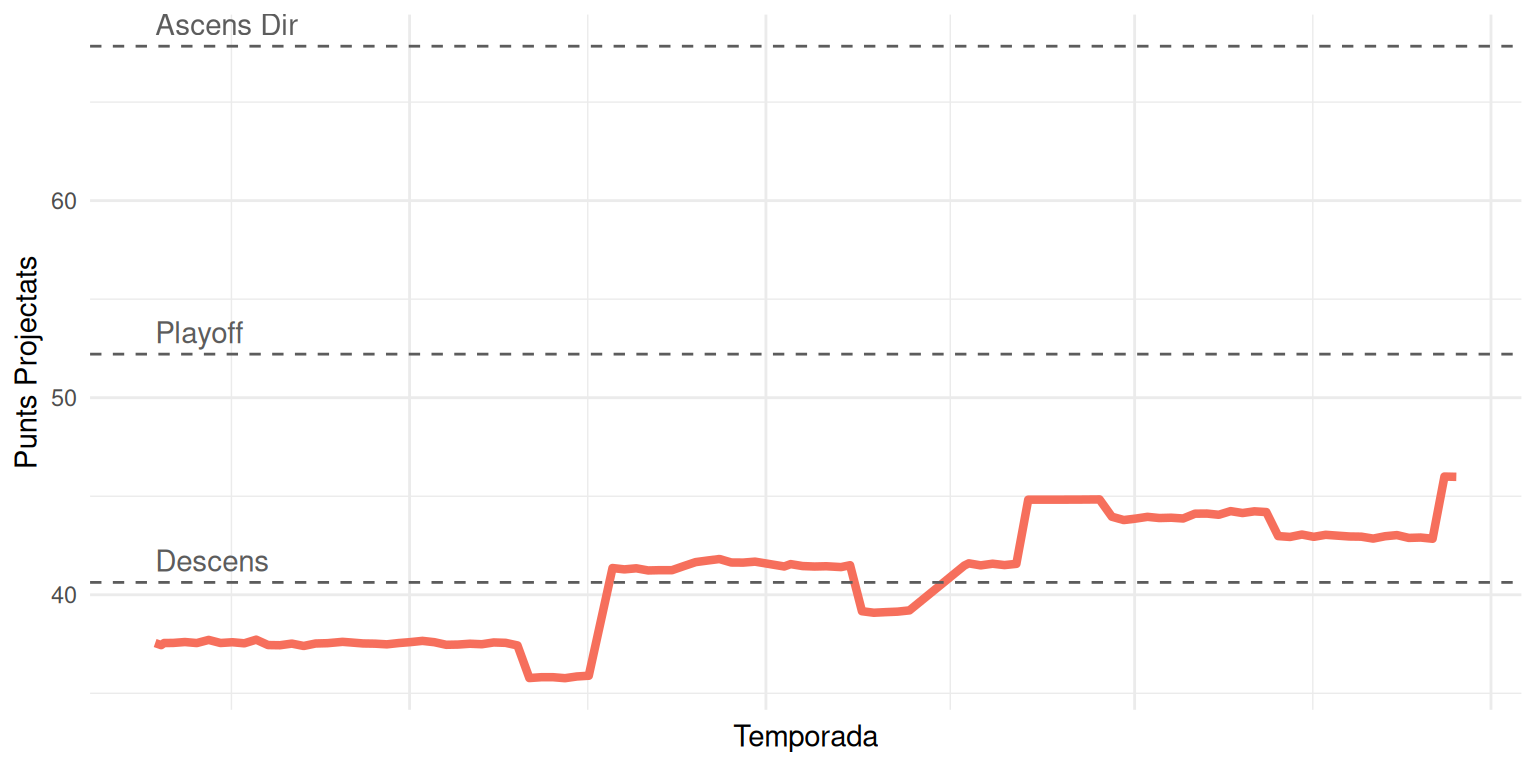 Ascens Dir
60
Playoff
Punts Projectats
50
Descens
40
Temporada